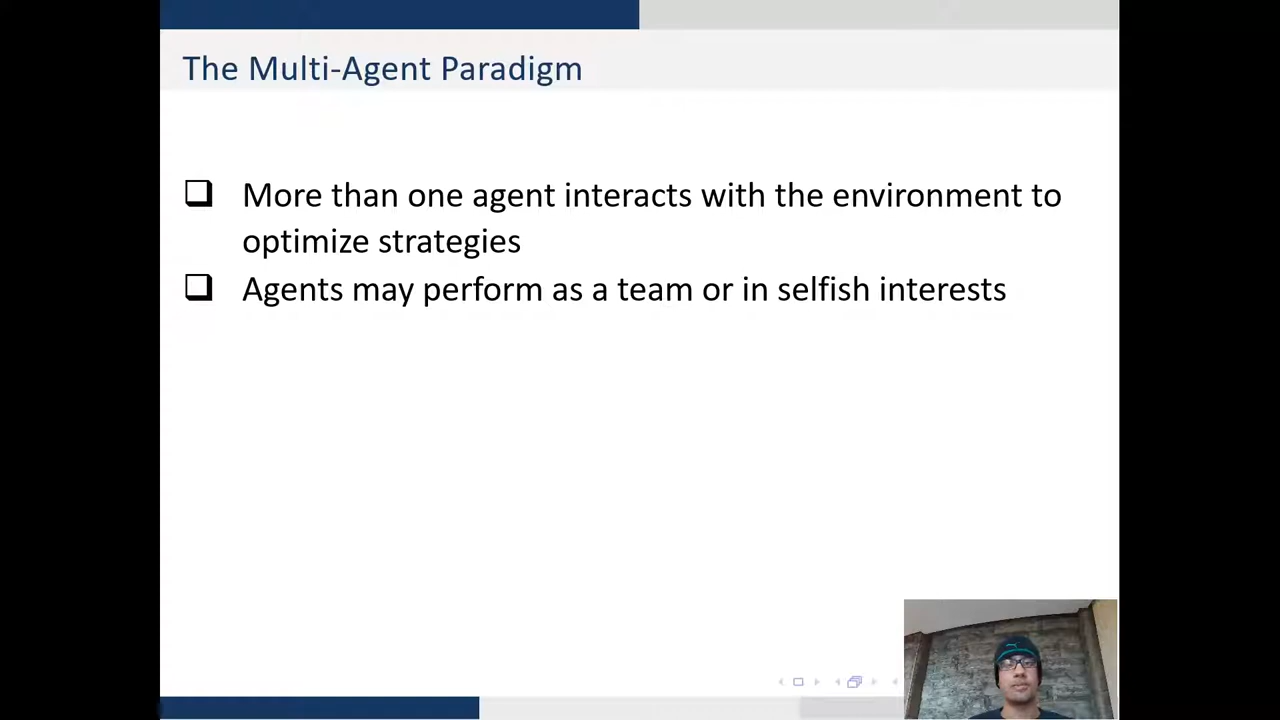 The Multi-Agent Paradigm
More than one agent interacts with the environment to
optimize strategies
Agents may perform as a team or in selfish interests